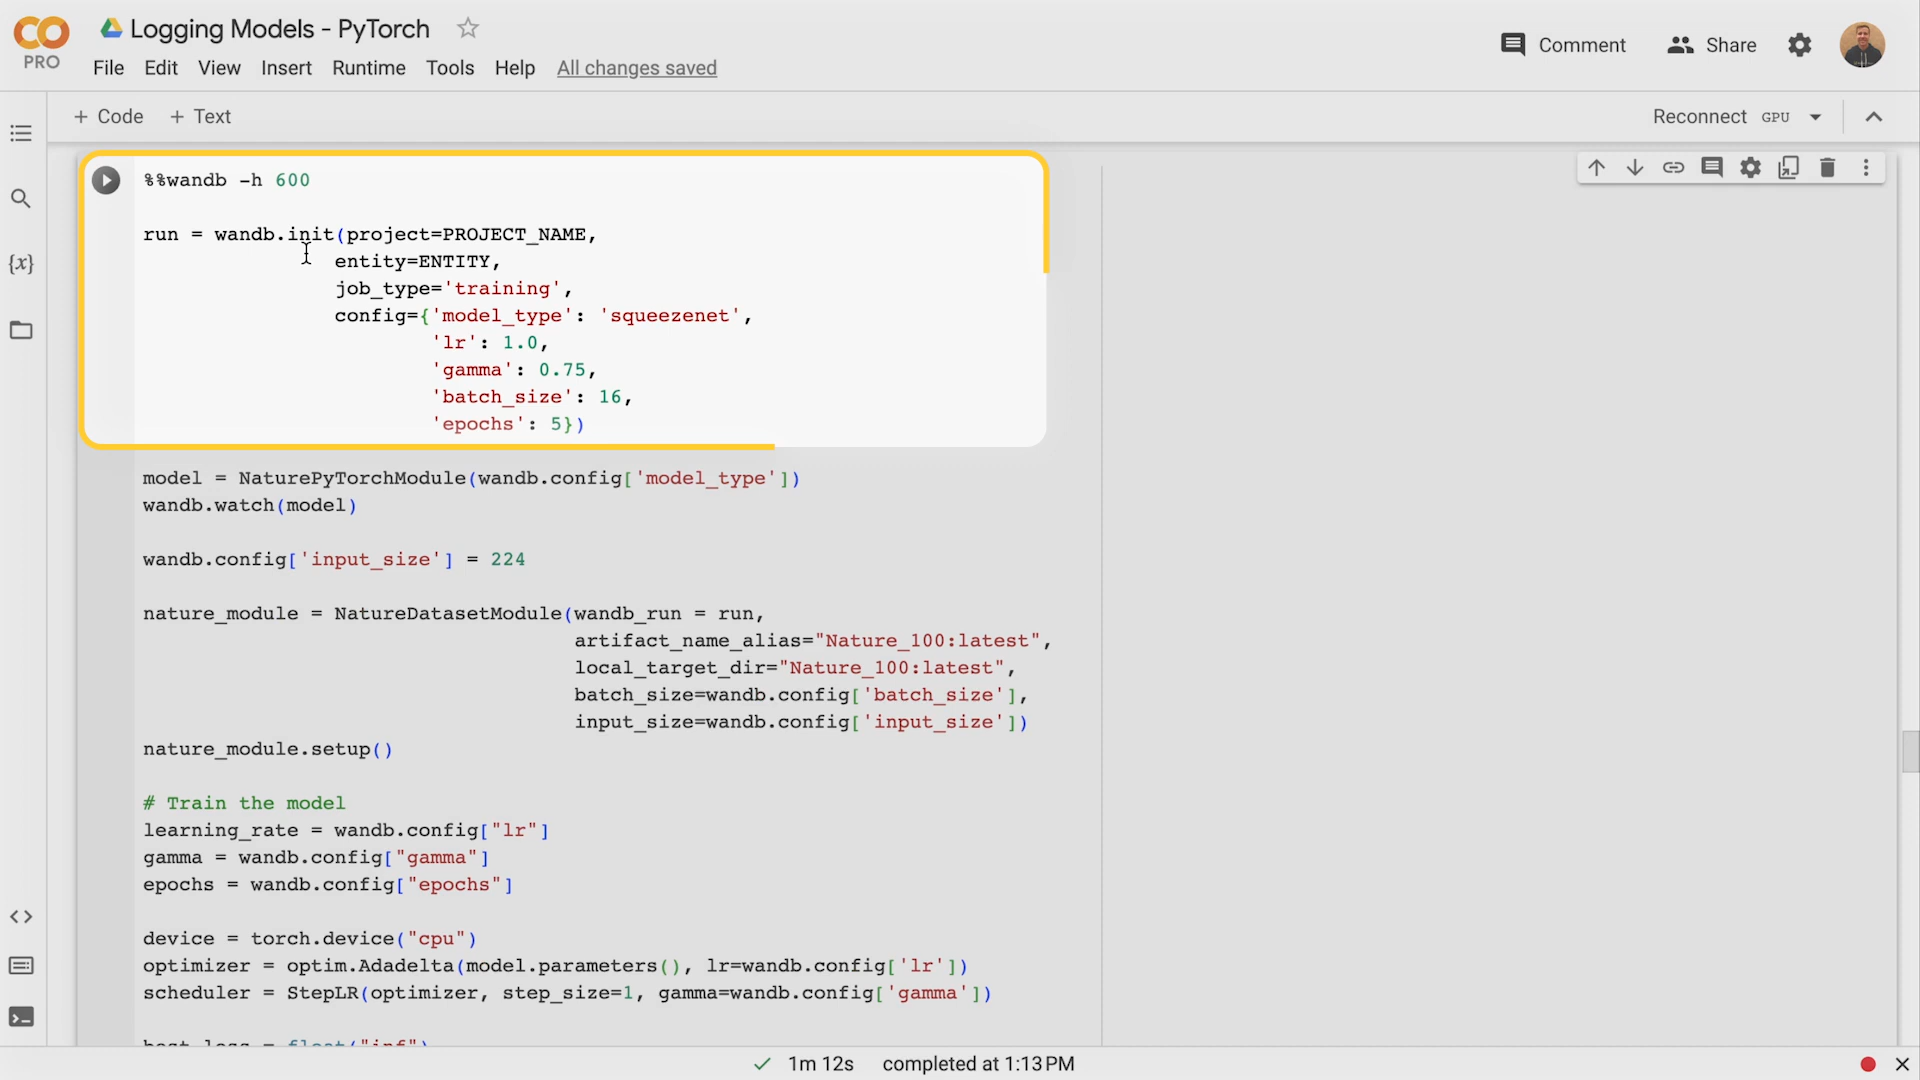 Logging Models - PyTorch
PRO
File Edit View Insert Runtime Tools Help All changes saved
Comment Share
+ Code + Text
Reconnect GPU
%%wandb -h 600
run = wandb.init(project=PROJECT_NAME,
entity=ENTITY,
job_type='training',
config={'model_type': 'squeezenet',
'lr': 1.0,
'gamma': 0.75,
'batch_size': 16,
'epochs': 5})
model = NaturePyTorchModule(wandb.config['model_type'])
wandb.watch(model)
wandb.config['input_size'] = 224
nature_module = NatureDatasetModule(wandb_run = run,
artifact_name_alias="Nature_100:latest",
local_target_dir="Nature_100:latest",
batch_size=wandb.config['batch_size'],
input_size=wandb.config['input_size'])
nature_module.setup()
# Train the model
learning_rate = wandb.config["lr"]
gamma = wandb.config["gamma"]
epochs = wandb.config["epochs"]
device = torch.device("cpu")
optimizer = optim.Adadelta(model.parameters(), lr=wandb.config['lr'])
scheduler = StepLR(optimizer, step_size=1, gamma=wandb.config['gamma'])
best_loss = float("inf")
1m 12s completed at 1:13 PM